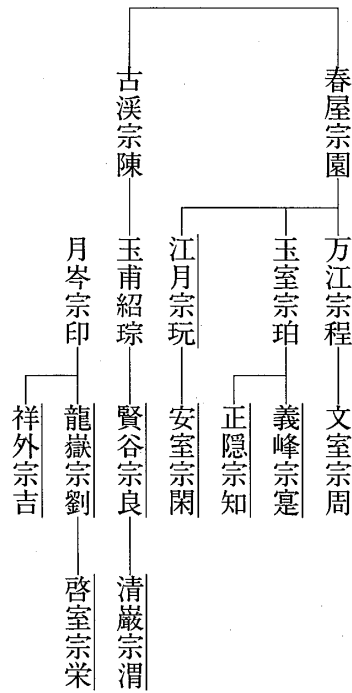 春屋宗園
古渓宗陳
万江宗程
玉室宗珀
江月宗玩
玉甫紹琮
月岑宗印
文室宗周
義峰宗寔
正隠宗知
安室宗閑
賢谷宗良
龍嶽宗劉
祥外宗吉
清巌宗渭
啓室宗栄